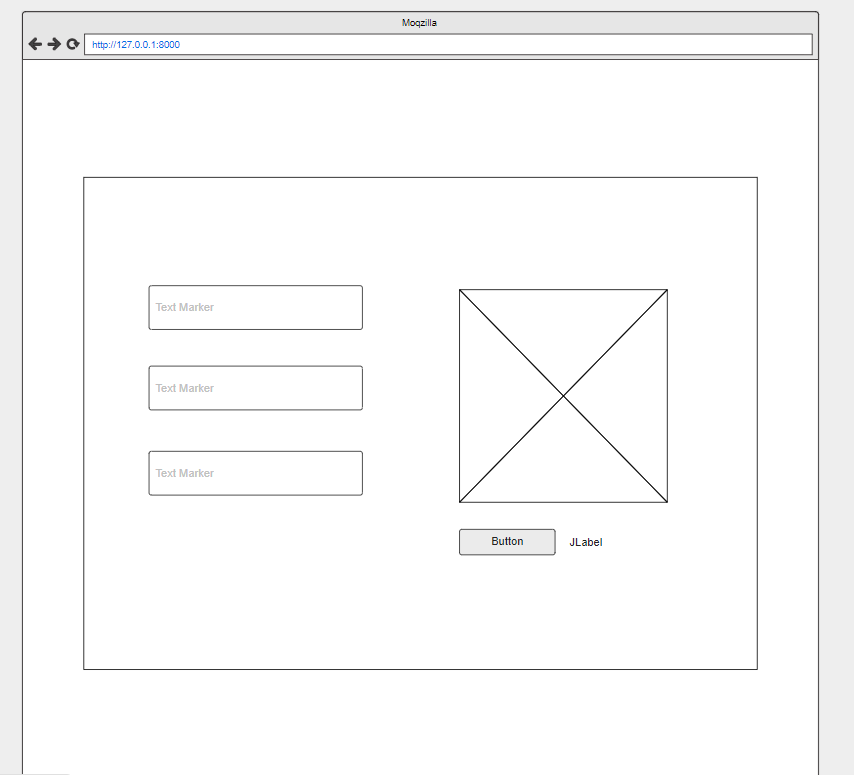 Moqzilla
http://127.0.0.1:8000
Text Marker
Text Marker
Text Marker
Button
JLabel